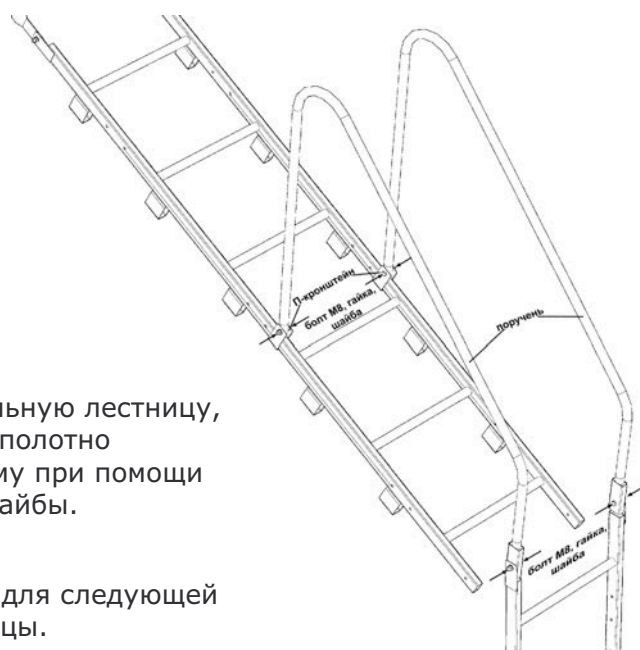 П-кронштейн
болт М8, гайка,
шайба
поручень
льную лестницу,
полотно
му при помощи
айбы.
болт М8, гайка,
шайба
для следующей
цы.